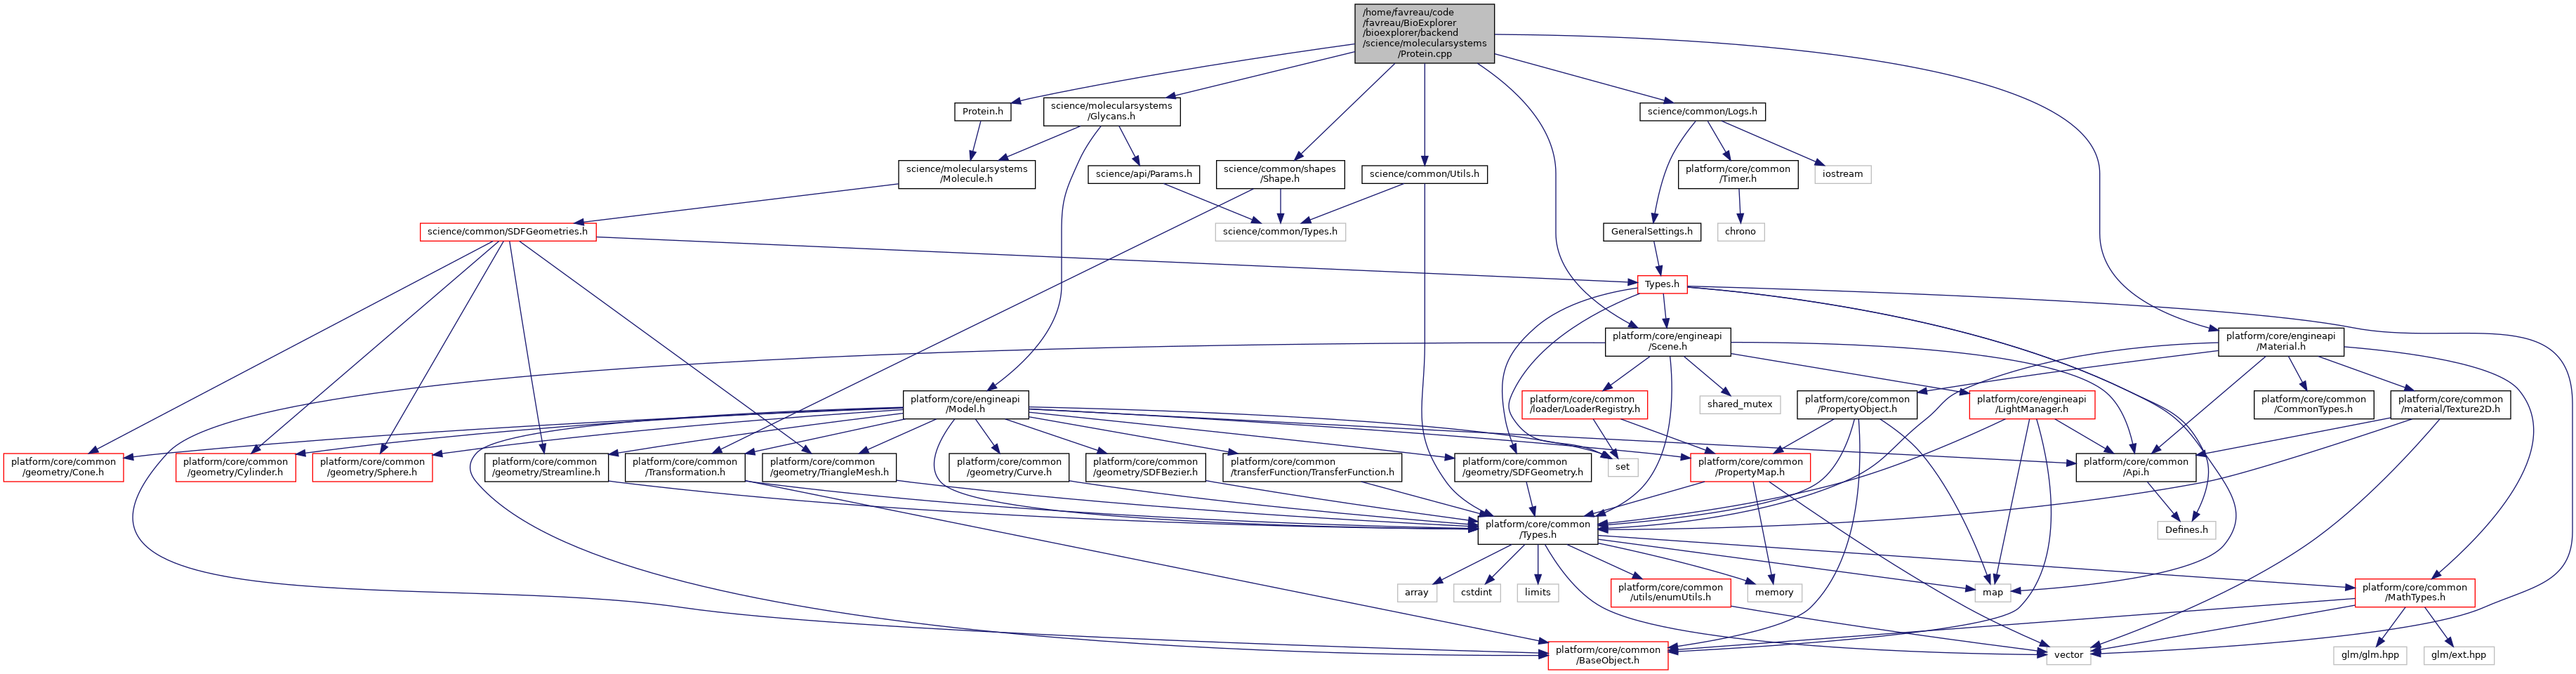 /home/favreau/code
/favreau/BioExplorer
/bioexplorer/backend
/science/molecularsystems
/Protein.cpp
Protein.h
science/molecularsystems
/Glycans.h
science/common/Logs.h
science/molecularsystems
/Molecule.h
science/api/Params.h
science/common/shapes
/Shape.h
science/common/Utils.h
platform/core/common
/Timer.h
iostream
science/common/SDFGeometries.h
science/common/Types.h
GeneralSettings.h
chrono
Types.h
platform/core/engineapi
/Scene.h
platform/core/engineapi
/Material.h
platform/core/engineapi
/Model.h
platform/core/common
/loader/LoaderRegistry.h
shared_mutex
platform/core/common
/PropertyObject.h
platform/core/engineapi
/LightManager.h
platform/core/common
/CommonTypes.h
platform/core/common
/material/Texture2D.h
platform/core/common
/geometry/Cone.h
platform/core/common
/geometry/Cylinder.h
platform/core/common
/geometry/Sphere.h
platform/core/common
/geometry/Streamline.h
platform/core/common
/Transformation.h
platform/core/common
/geometry/TriangleMesh.h
platform/core/common
/geometry/Curve.h
platform/core/common
/geometry/SDFBezier.h
platform/core/common
/transferFunction/TransferFunction.h
platform/core/common
/geometry/SDFGeometry.h
set
platform/core/common
/PropertyMap.h
platform/core/common
/Api.h
platform/core/common
/Types.h
Defines.h
array
cstdint
limits
platform/core/common
/utils/enumUtils.h
memory
map
platform/core/common
/MathTypes.h
platform/core/common
/BaseObject.h
vector
glm/glm.hpp
glm/ext.hpp